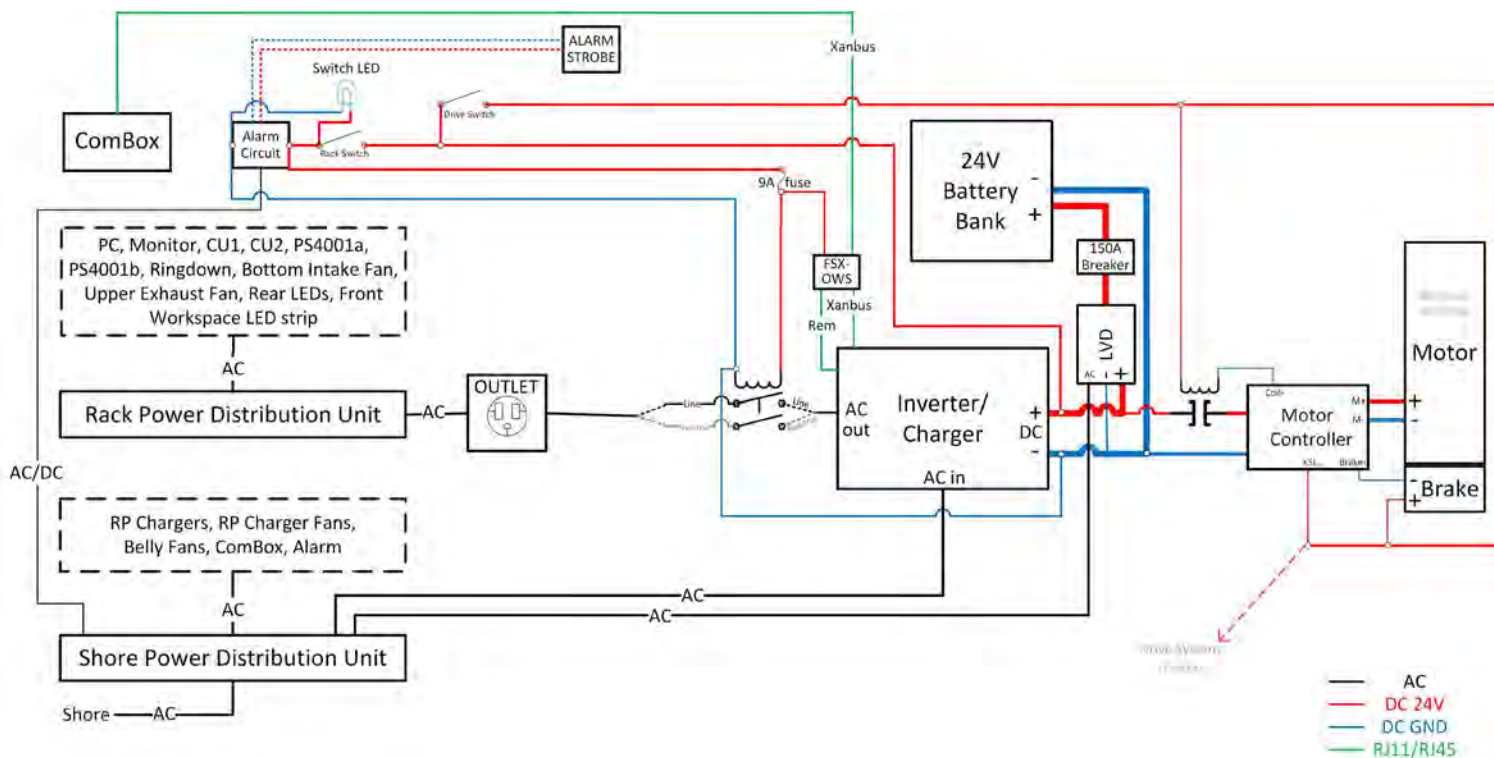 ALARM
STROBE
Xanbus
Switch LED
Drive Switch
ComBox
Alarm
Circuit
Rack Switch
24V
Battery
Bank
-
+
9A fuse
150A
Breaker
PC, Monitor, CU1, CU2, PS4001a,
PS4001b, Ringdown, Bottom Intake Fan,
Upper Exhaust Fan, Rear LEDs, Front
Workspace LED strip
FSX-
OWS
Xanbus
Rem
LVD
AC - +
Motor
AC
Rack Power Distribution Unit
AC
OUTLET
Line
Line
AC
out
Inverter/
Charger
+
DC
-
AC in
Coil-
Motor
Controller
M+
M-
+
-
Brake-
Brake
-
+
AC/DC
RP Chargers, RP Charger Fans,
Belly Fans, ComBox, Alarm
AC
AC
AC
Shore Power Distribution Unit
Shore
AC
AC
DC 24V
DC GND
RJ11/RJ45